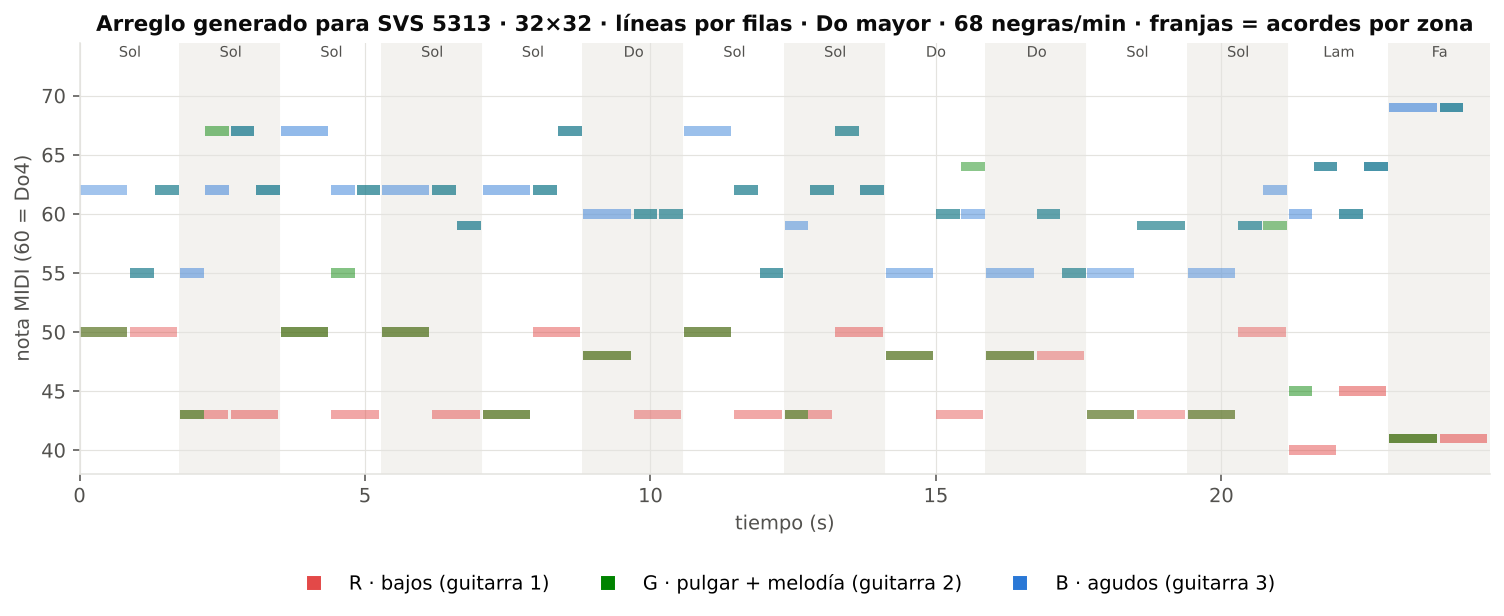 Arreglo generado para SVS 5313 · 32×32 · líneas por filas · Do mayor · 68 negras/min · franjas = acordes por zona
Sol Sol Sol Sol Sol Do Sol Sol Do Do Sol Sol Lam Fa
70
65
60
55
50
45
40
nota MIDI (60 = Do4)
0 5 10 15 20
tiempo (s)
R · bajos (guitarra 1) G · pulgar + melodía (guitarra 2) B · agudos (guitarra 3)